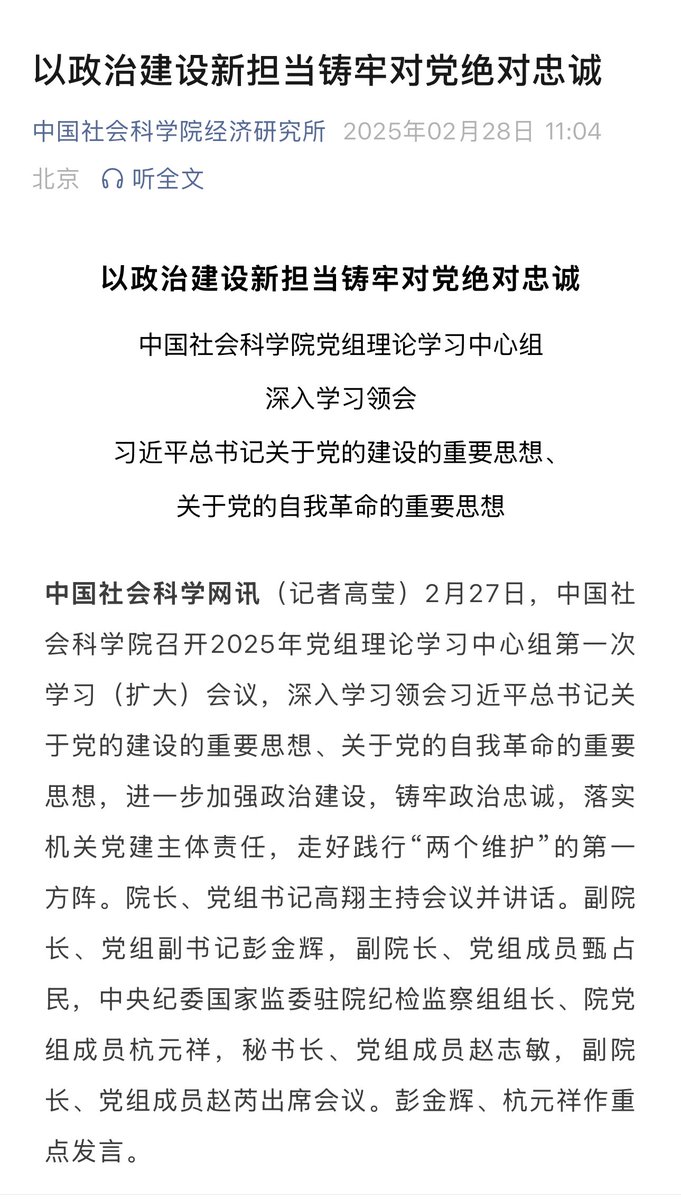 以政治建设新担当铸牢对党绝对忠诚
中国社会科学院经济研究所 2025年02月28日 11:04
北京 听全文
以政治建设新担当铸牢对党绝对忠诚
中国社会科学院党组理论学习中心组
深入学习领会
习近平总书记关于党的建设的重要思想、
关于党的自我革命的重要思想
中国社会科学网讯（记者高莹）2月27日，中国社
会科学院召开2025年党组理论学习中心组第一次
学习（扩大）会议，深入学习领会习近平总书记关
于党的建设的重要思想、关于党的自我革命的重要
思想，进一步加强政治建设，铸牢政治忠诚，落实
机关党建主体责任，走好践行“两个维护”的第一
方阵。院长、党组书记高翔主持会议并讲话。副院
长、党组副书记彭金辉，副院长、党组成员甄占
民，中央纪委国家监委驻院纪检监察组组长、院党
组成员杭元祥，秘书长、党组成员赵志敏，副院
长、党组成员赵芮出席会议。彭金辉、杭元祥作重
点发言。